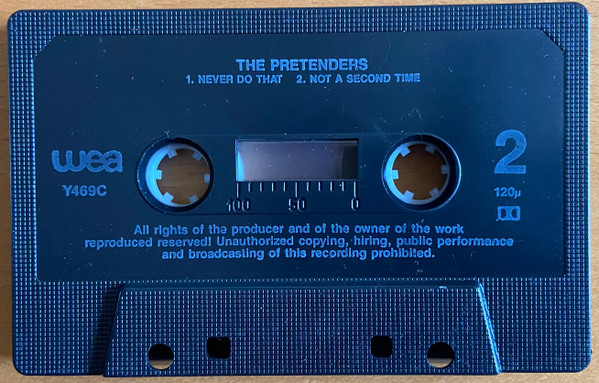 THE PRETENDERS
1. NEVER DO THAT 2. NOT A SECOND TIME
wea
2
Y469C
120µ
100 50 0
All rights of the producer and of the owner of the work
reproduced reserved! Unauthorized copying, hiring, public performance
and broadcasting of this recording prohibited.